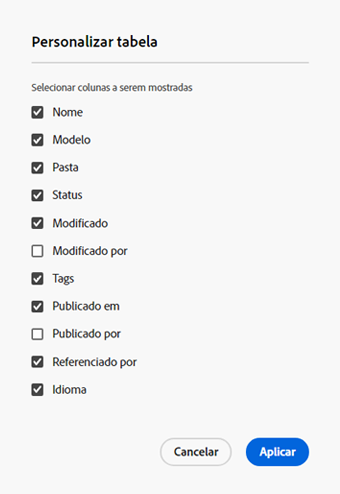 Personalizar tabela
Selecionar colunas a serem mostradas
Nome
Modelo
Pasta
Status
Modificado
Modificado por
Tags
Publicado em
Publicado por
Referenciado por
Idioma
Cancelar Aplicar